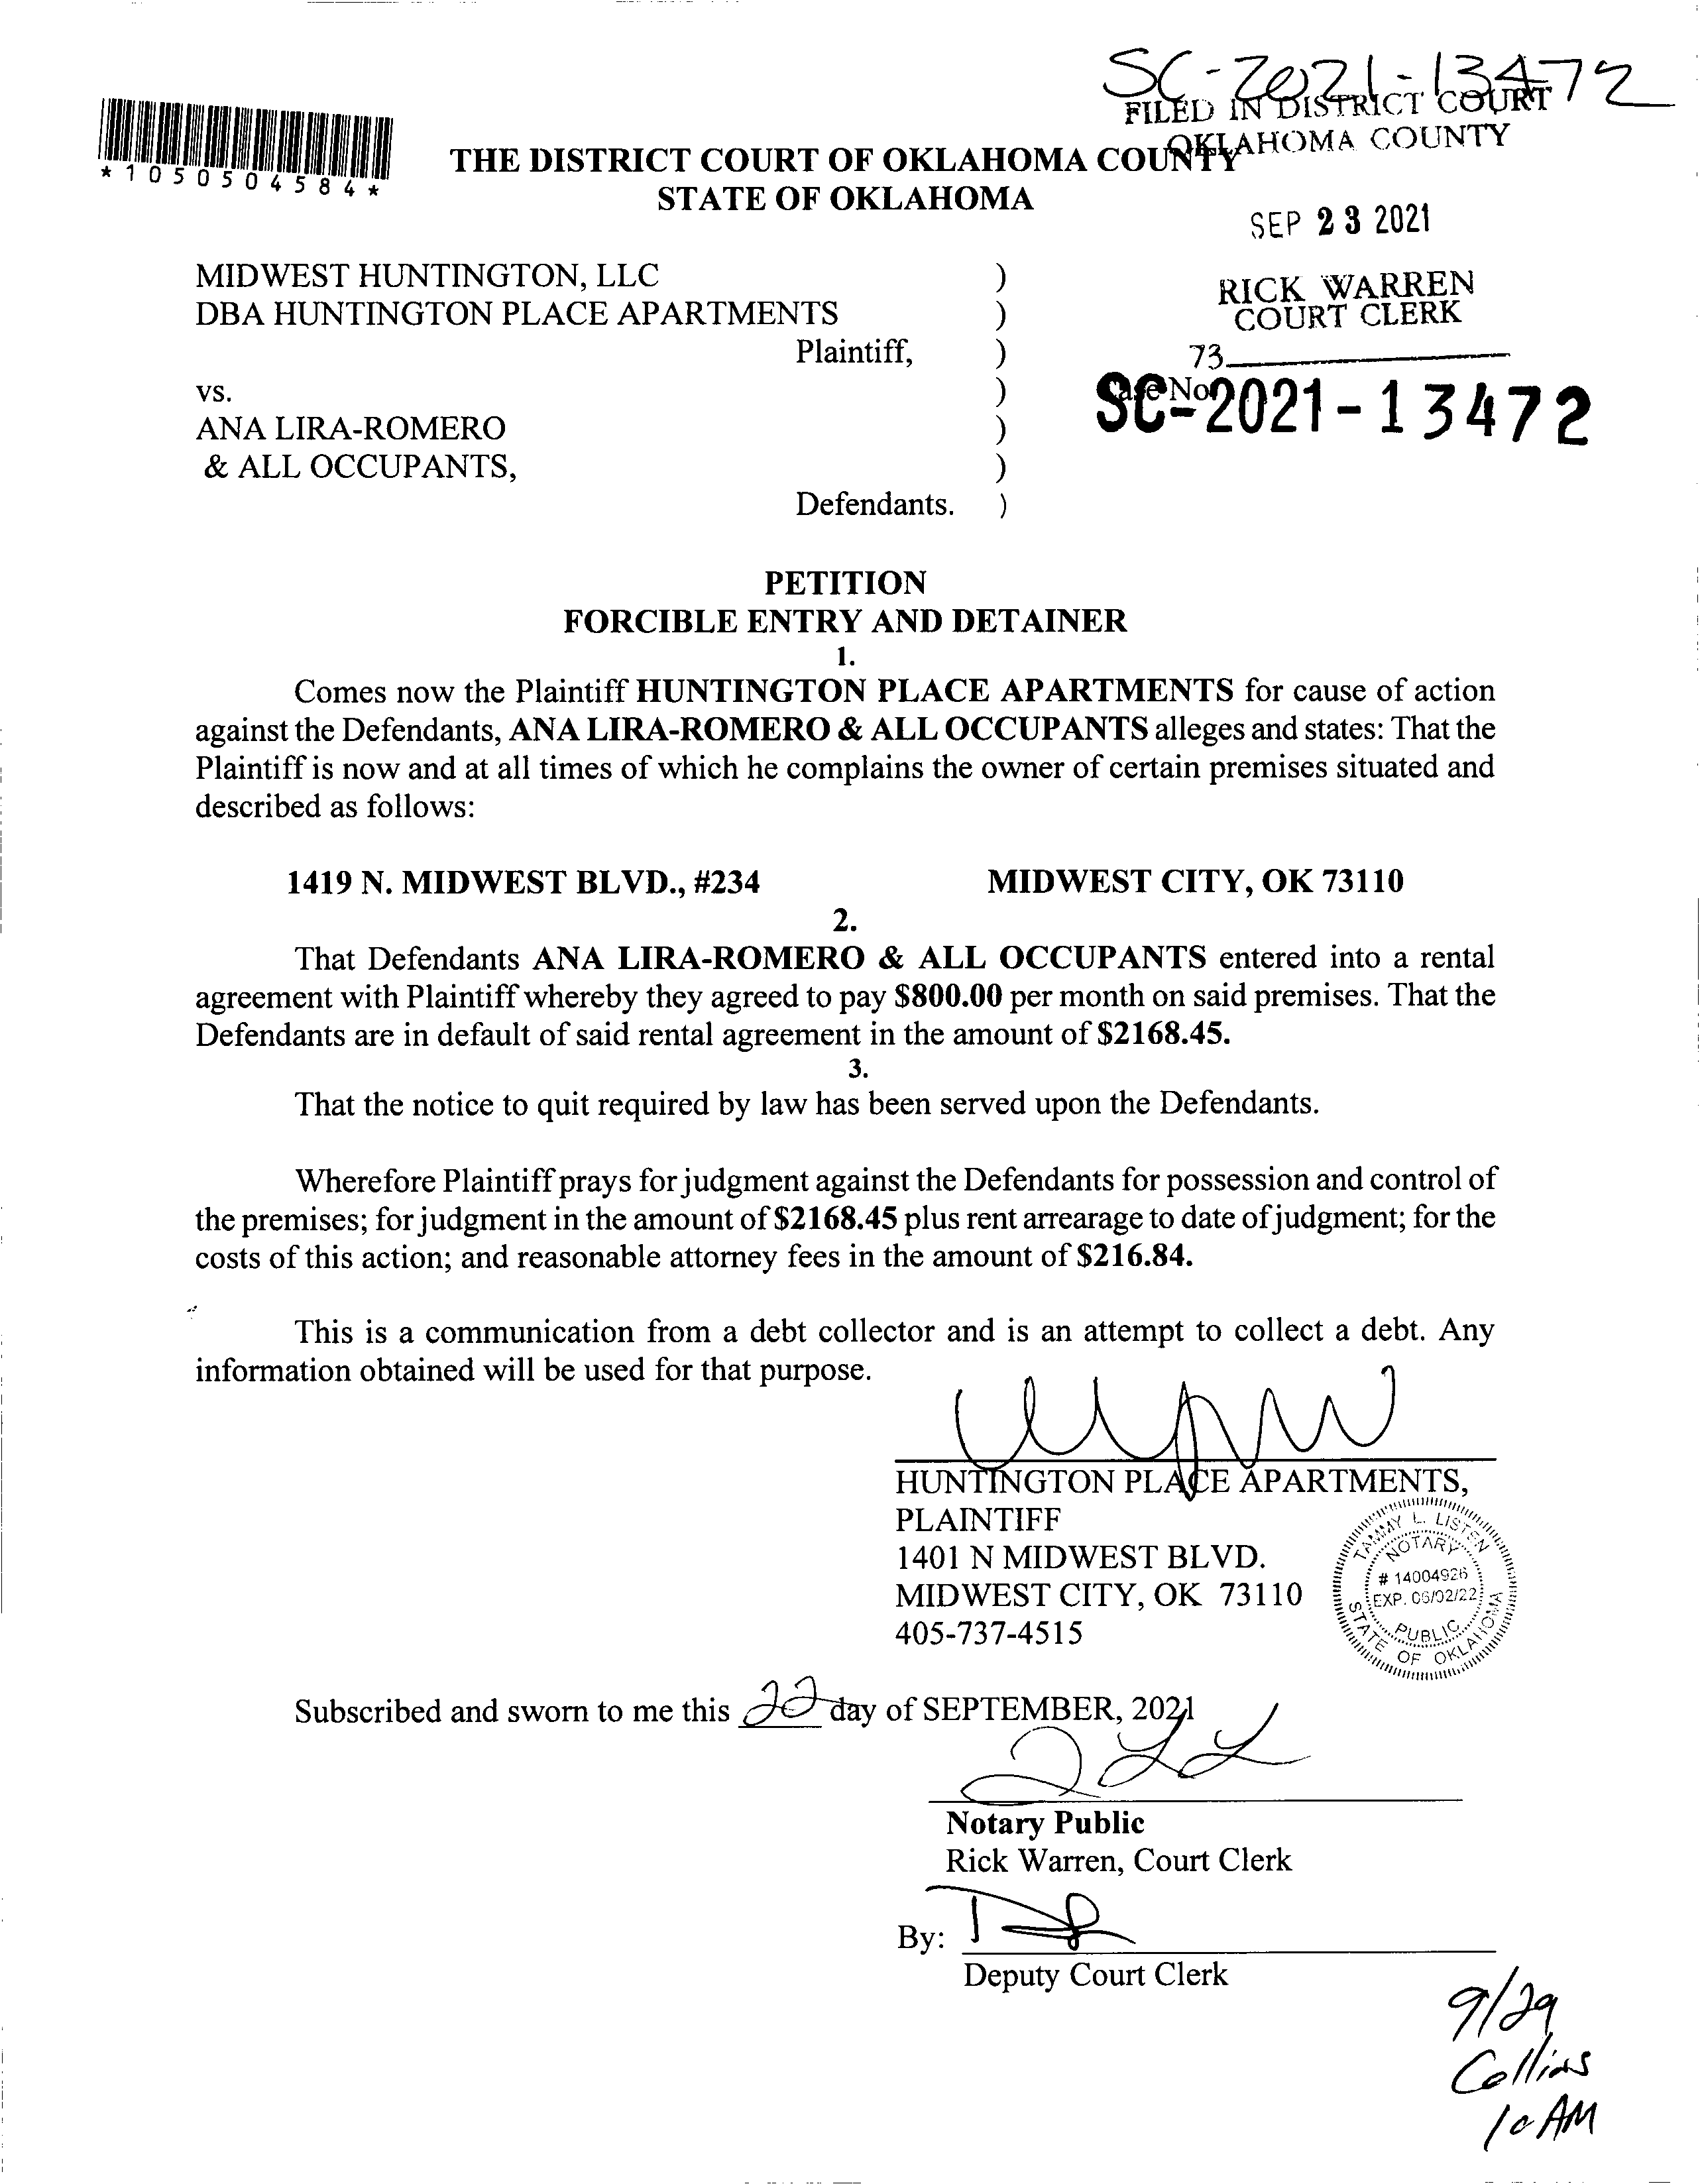 SC-2021-13472
FILED IN DISTRICT COURT
OKLAHOMA COUNTY
*1050504584*
THE DISTRICT COURT OF OKLAHOMA COUNTY
STATE OF OKLAHOMA
SEP 23 2021
MIDWEST HUNTINGTON, LLC )
DBA HUNTINGTON PLACE APARTMENTS )
Plaintiff, )
RICK WARREN
COURT CLERK
73
vs. )
Case No
SC-2021-13472
ANA LIRA-ROMERO )
& ALL OCCUPANTS, )
Defendants. )
PETITION
FORCIBLE ENTRY AND DETAINER
1.
Comes now the Plaintiff HUNTINGTON PLACE APARTMENTS for cause of action
against the Defendants, ANA LIRA-ROMERO & ALL OCCUPANTS alleges and states: That the
Plaintiff is now and at all times of which he complains the owner of certain premises situated and
described as follows:
1419 N. MIDWEST BLVD., #234 MIDWEST CITY, OK 73110
2.
That Defendants ANA LIRA-ROMERO & ALL OCCUPANTS entered into a rental
agreement with Plaintiff whereby they agreed to pay $800.00 per month on said premises. That the
Defendants are in default of said rental agreement in the amount of $2168.45.
3.
That the notice to quit required by law has been served upon the Defendants.
Wherefore Plaintiff prays for judgment against the Defendants for possession and control of
the premises; for judgment in the amount of $2168.45 plus rent arrearage to date of judgment; for the
costs of this action; and reasonable attorney fees in the amount of $216.84.
This is a communication from a debt collector and is an attempt to collect a debt. Any
information obtained will be used for that purpose.
HUNTINGTON PLACE APARTMENTS,
PLAINTIFF
1401 N MIDWEST BLVD.
MIDWEST CITY, OK 73110
405-737-4515
TAMMY L. LISTEN
NOTARY
# 14004926
EXP. 06/02/22
PUBLIC
STATE OF OKLAHOMA
Subscribed and sworn to me this 22 day of SEPTEMBER, 2021
Notary Public
Rick Warren, Court Clerk
By:
Deputy Court Clerk
9/29
Collins
10 AM